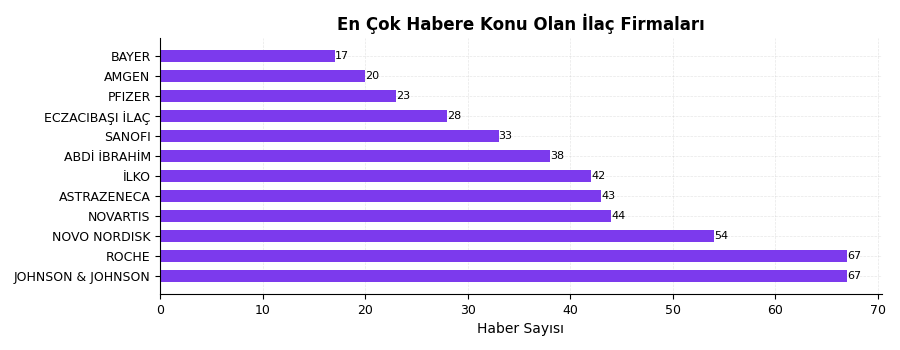 En Çok Habere Konu Olan İlaç Firmaları
BAYER 17
AMGEN 20
PFIZER 23
ECZACIBAŞI İLAÇ 28
SANOFI 33
ABDİ İBRAHİM 38
İLKO 42
ASTRAZENECA 43
NOVARTIS 44
NOVO NORDISK 54
ROCHE 67
JOHNSON & JOHNSON 67
0 10 20 30 40 50 60 70
Haber Sayısı